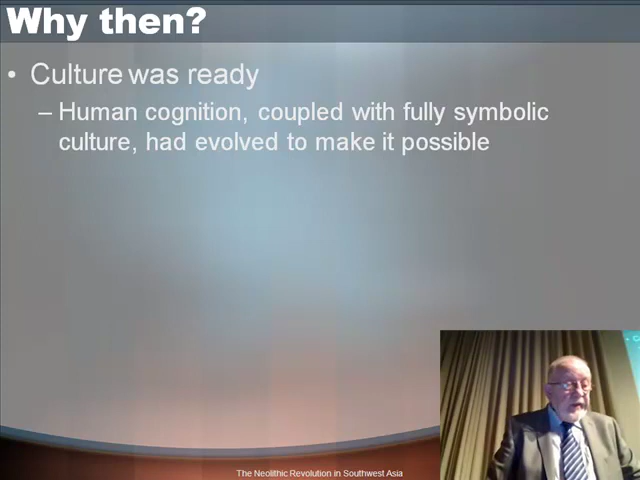 Why then?
• Culture was ready
– Human cognition, coupled with fully symbolic
culture, had evolved to make it possible
The Neolithic Revolution in Southwest Asia